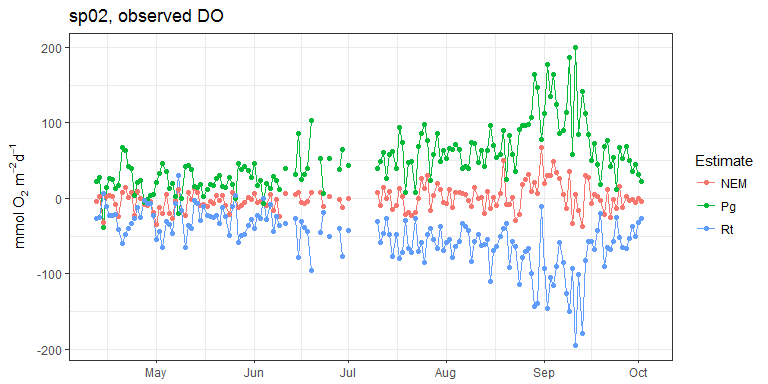 sp02, observed DO
mmol O₂ m⁻²d⁻¹
200
100
0
-100
-200
May Jun Jul Aug Sep Oct
Estimate
NEM
Pg
Rt